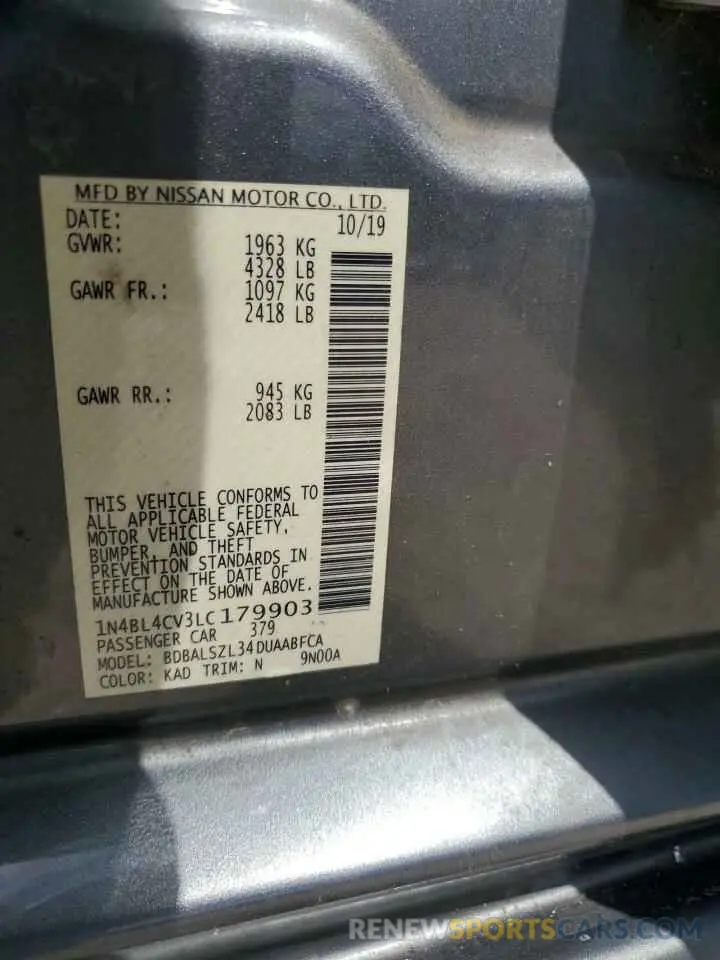 MFD BY NISSAN MOTOR CO., LTD.
DATE: 10/19
GVWR: 1963 KG
4328 LB
GAWR FR.: 1097 KG
2418 LB
GAWR RR.: 945 KG
2083 LB
THIS VEHICLE CONFORMS TO
ALL APPLICABLE FEDERAL
MOTOR VEHICLE SAFETY,
BUMPER, AND THEFT
PREVENTION STANDARDS IN
EFFECT ON THE DATE OF
MANUFACTURE SHOWN ABOVE.
1N4BL4CV3LC179903
PASSENGER CAR 379
MODEL: BDBALSZL34DUAABFCA
COLOR: KAD TRIM: N 9N00A
RENEWSPORTSCARS.COM